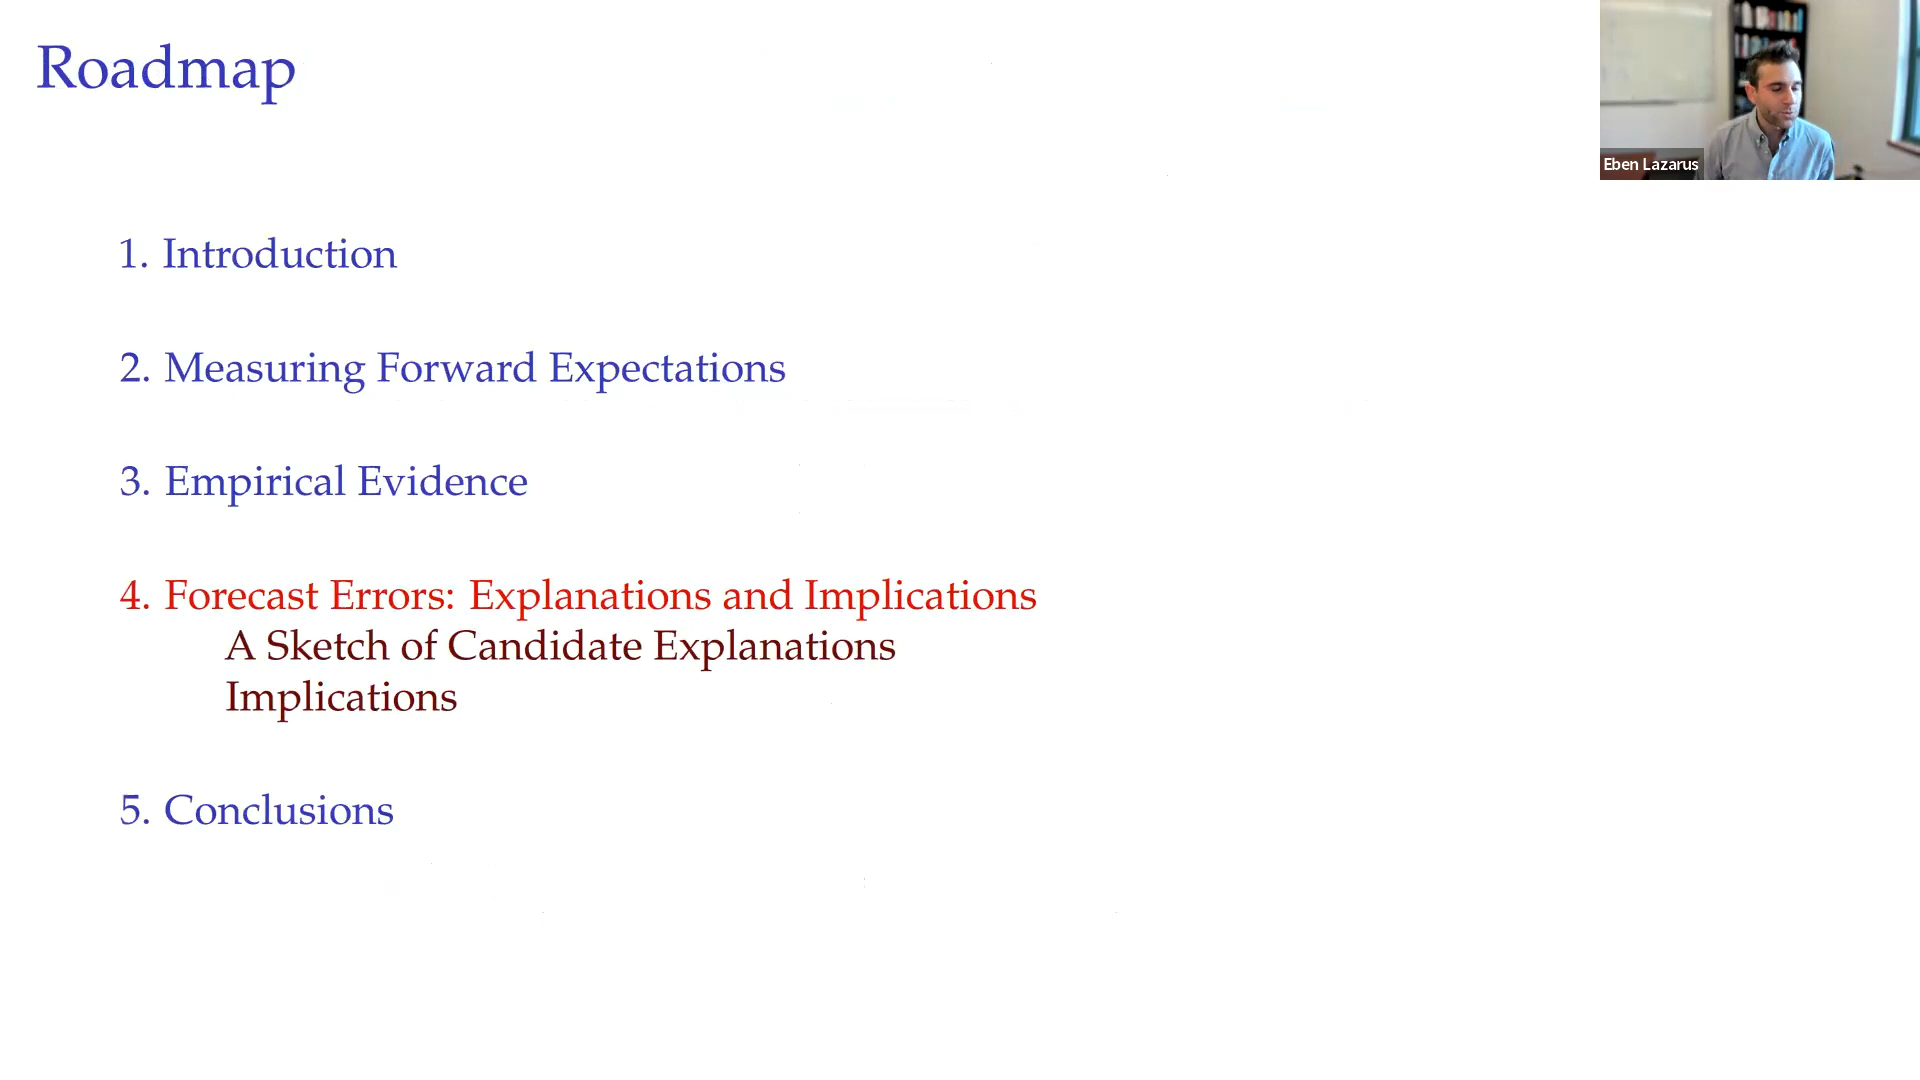 Roadmap
Eben Lazarus
1. Introduction
2. Measuring Forward Expectations
3. Empirical Evidence
4. Forecast Errors: Explanations and Implications
A Sketch of Candidate Explanations
Implications
5. Conclusions